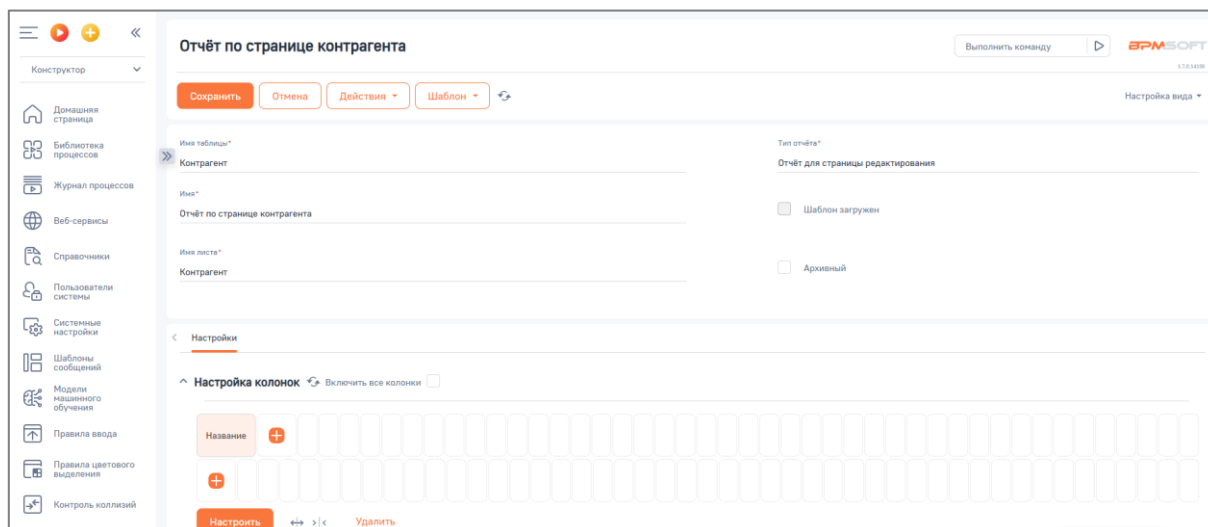 Конструктор
Домашняя
страница
Библиотека
процессов
Журнал процессов
Веб-сервисы
Справочники
Пользователи
системы
Системные
настройки
Шаблоны
сообщений
Модели
машинного
обучения
Правила ввода
Правила цветового
выделения
Контроль коллизий
Отчёт по странице контрагента
Выполнить команду
BPMSOFT
Сохранить
Отмена
Действия
Шаблон
Настройка вида
Имя таблицы*
Контрагент
Тип отчёта*
Отчёт для страницы редактирования
Имя*
Отчёт по странице контрагента
Шаблон загружен
Имя листа*
Контрагент
Архивный
Настройки
Настройка колонок Включить все колонки
Название
Настроить
Удалить